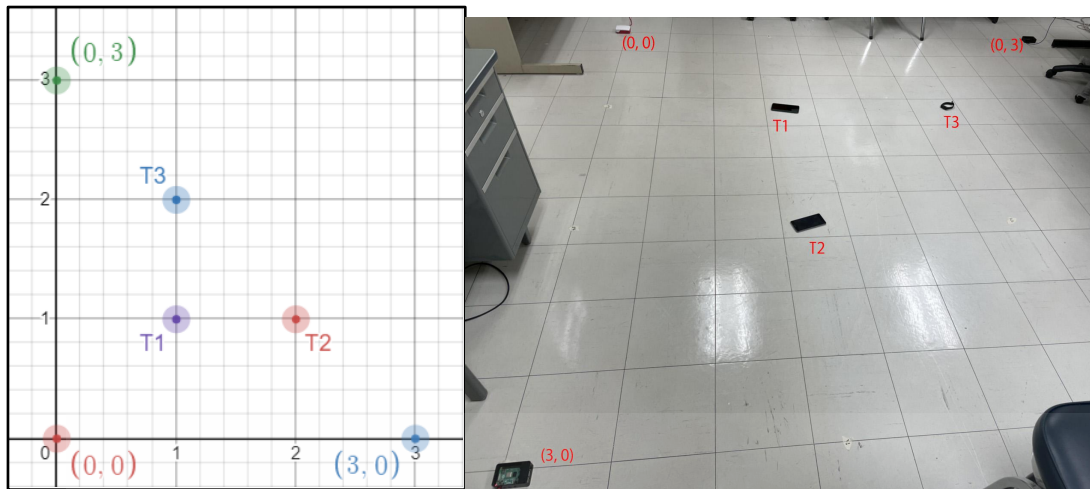 (0, 3)
3
T3
2
1
T1
T2
0
1
2
3
(0, 0)
(3, 0)
(0, 0)
(0, 3)
T1
T3
T2
(3, 0)